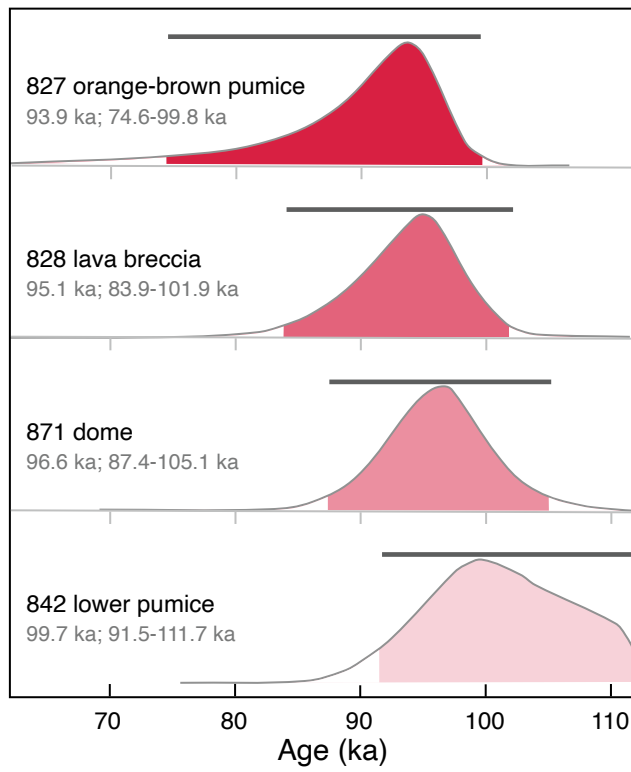 827 orange-brown pumice
93.9 ka; 74.6-99.8 ka
828 lava breccia
95.1 ka; 83.9-101.9 ka
871 dome
96.6 ka; 87.4-105.1 ka
842 lower pumice
99.7 ka; 91.5-111.7 ka
70 80 90 100 110
Age (ka)